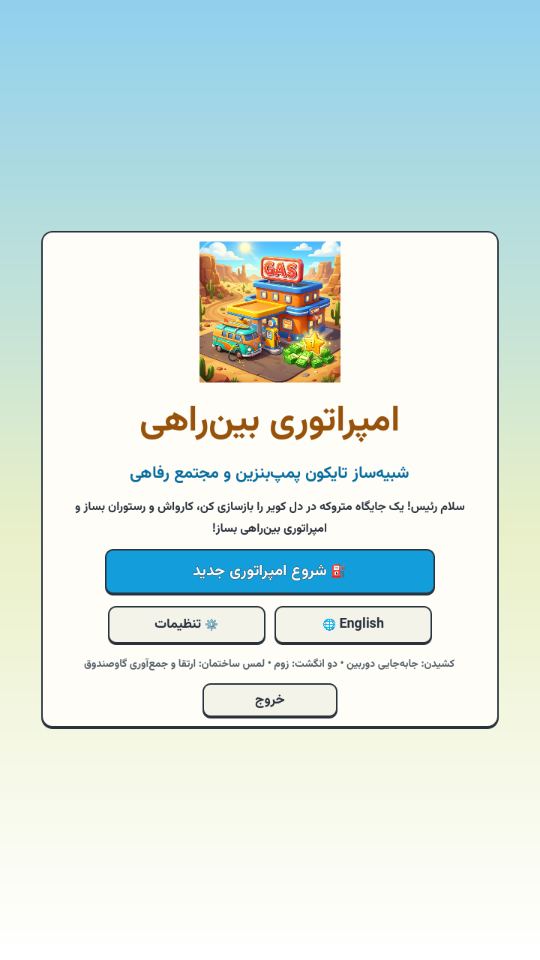 GAS
امپراتوری بین‌راهی
شبیه‌ساز تایکون پمپ‌بنزین و مجتمع رفاهی
سلام رئیس! یک جایگاه متروکه در دل کویر را بازسازی کن، کارواش و رستوران بساز و
امپراتوری بین‌راهی بساز!
⛽ شروع امپراتوری جدید
🌐 English
⚙️ تنظیمات
کشیدن: جابه‌جایی دوربین • دو انگشت: زوم • لمس ساختمان: ارتقا و جمع‌آوری گاوصندوق
خروج